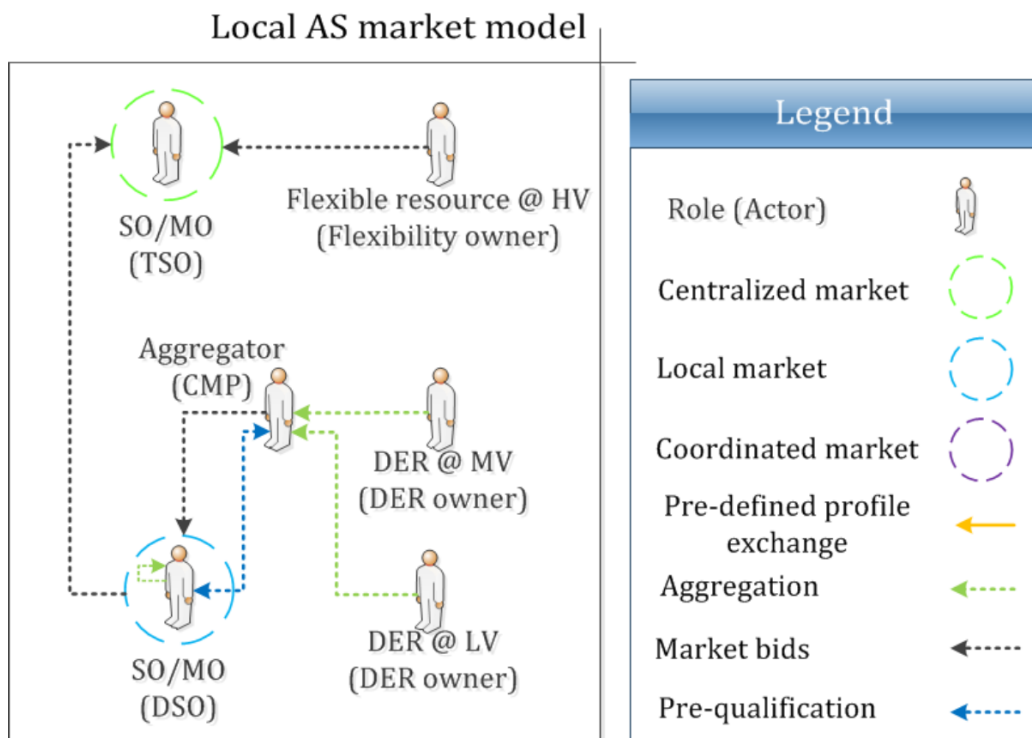 Local AS market model
SO/MO
(TSO)
Flexible resource @ HV
(Flexibility owner)
Aggregator
(CMP)
DER @ MV
(DER owner)
SO/MO
(DSO)
DER @ LV
(DER owner)
Legend
Role (Actor)
Centralized market
Local market
Coordinated market
Pre-defined profile
exchange
Aggregation
Market bids
Pre-qualification